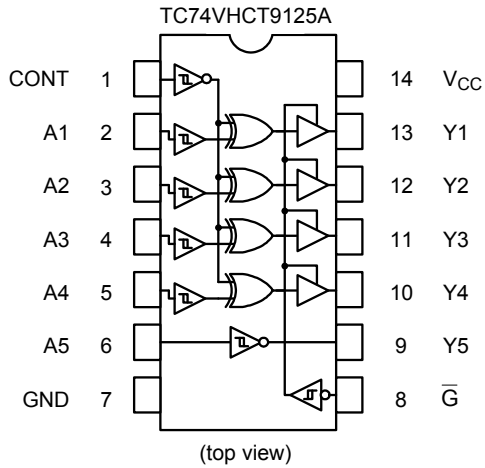 TC74VHCT9125A
CONT 1 14 VCC
A1 2 13 Y1
A2 3 12 Y2
A3 4 11 Y3
A4 5 10 Y4
A5 6 9 Y5
GND 7 8 G̅
(top view)